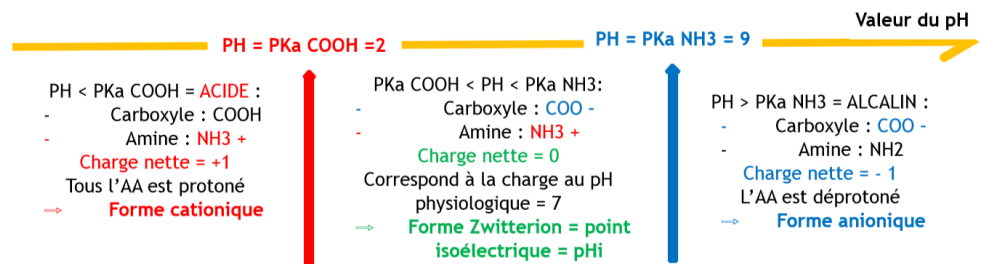 Valeur du pH
PH = PKa COOH =2
PH = PKa NH3 = 9
PH < PKa COOH = ACIDE :
- Carboxyle : COOH
- Amine : NH3 +
Charge nette = +1
Tous l'AA est protoné
⇒ Forme cationique
PKa COOH < PH < PKa NH3:
- Carboxyle : COO -
- Amine : NH3 +
Charge nette = 0
Correspond à la charge au pH
physiologique = 7
⇒ Forme Zwitterion = point
isoélectrique = pHi
PH > PKa NH3 = ALCALIN :
- Carboxyle : COO -
- Amine : NH2
Charge nette = - 1
L'AA est déprotoné
⇒ Forme anionique